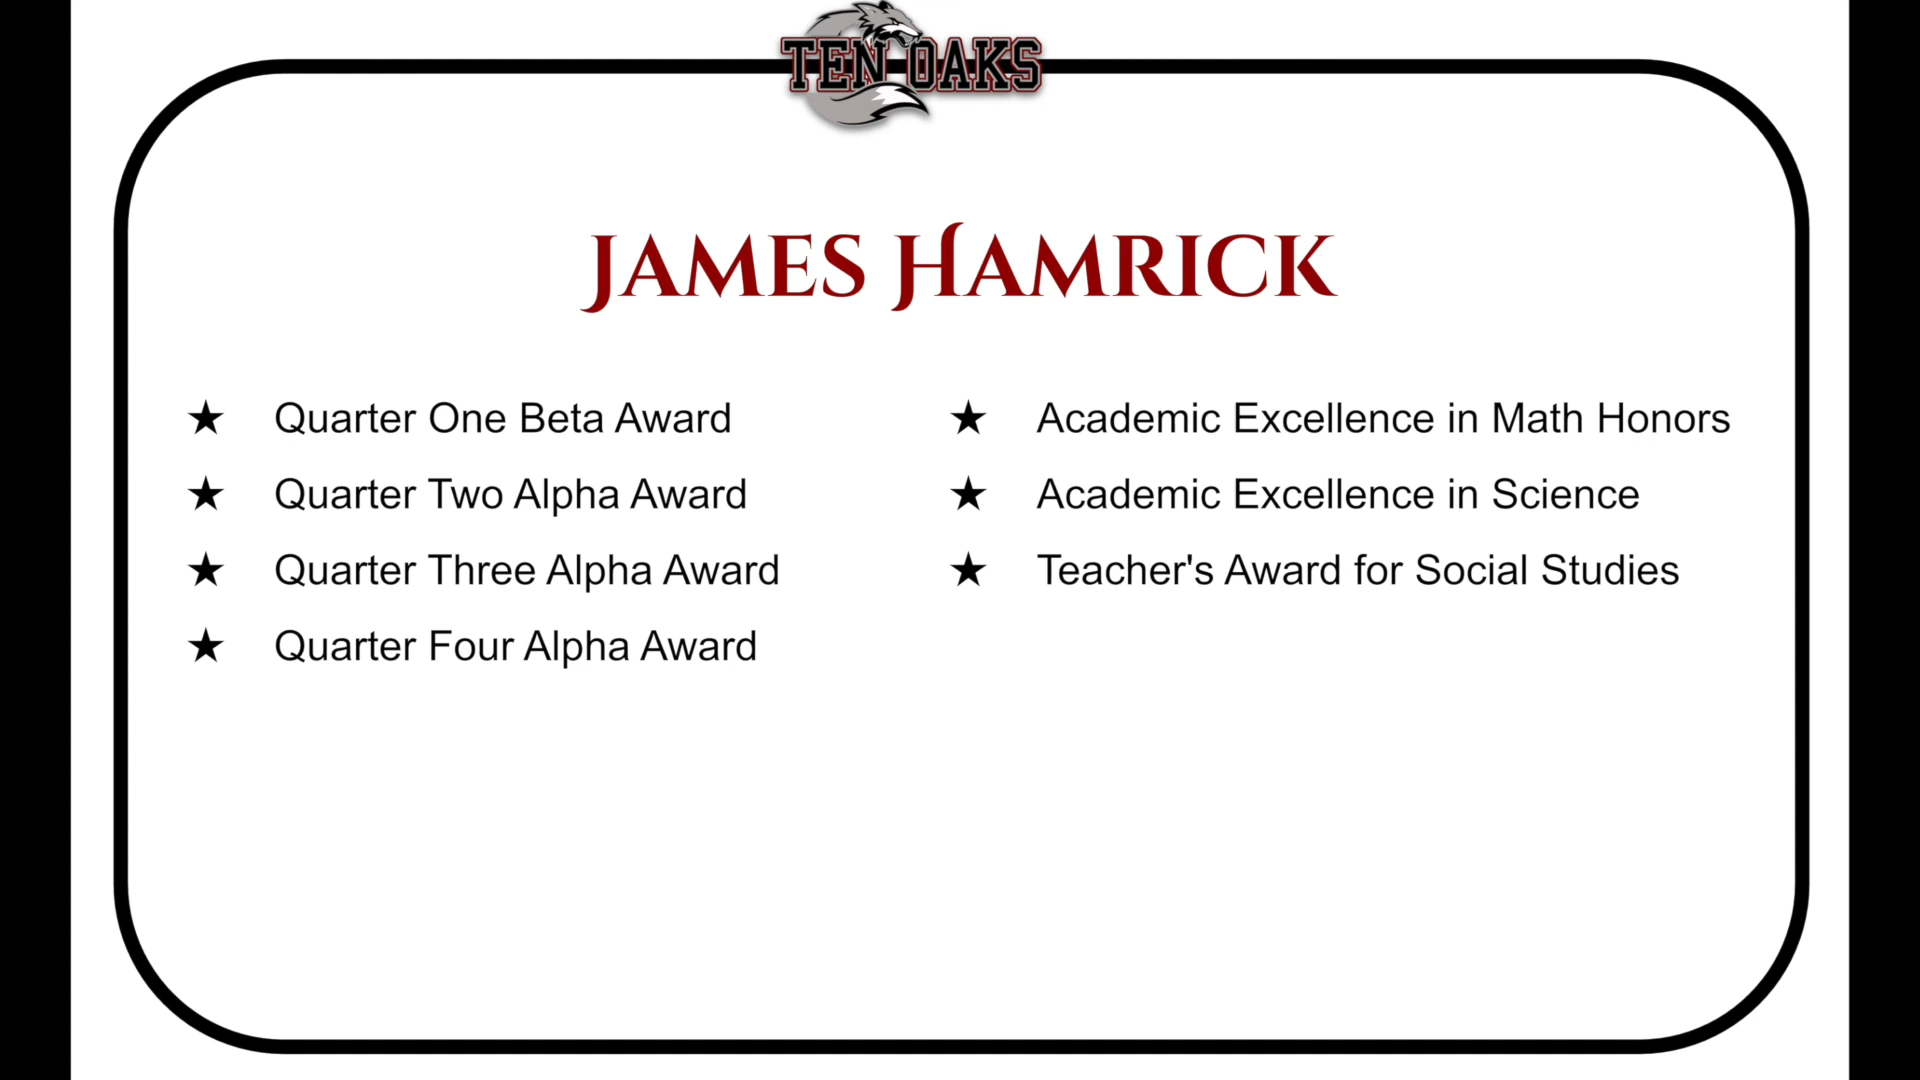 TEN OAKS
James Hamrick
★ Quarter One Beta Award
★ Quarter Two Alpha Award
★ Quarter Three Alpha Award
★ Quarter Four Alpha Award
★ Academic Excellence in Math Honors
★ Academic Excellence in Science
★ Teacher's Award for Social Studies